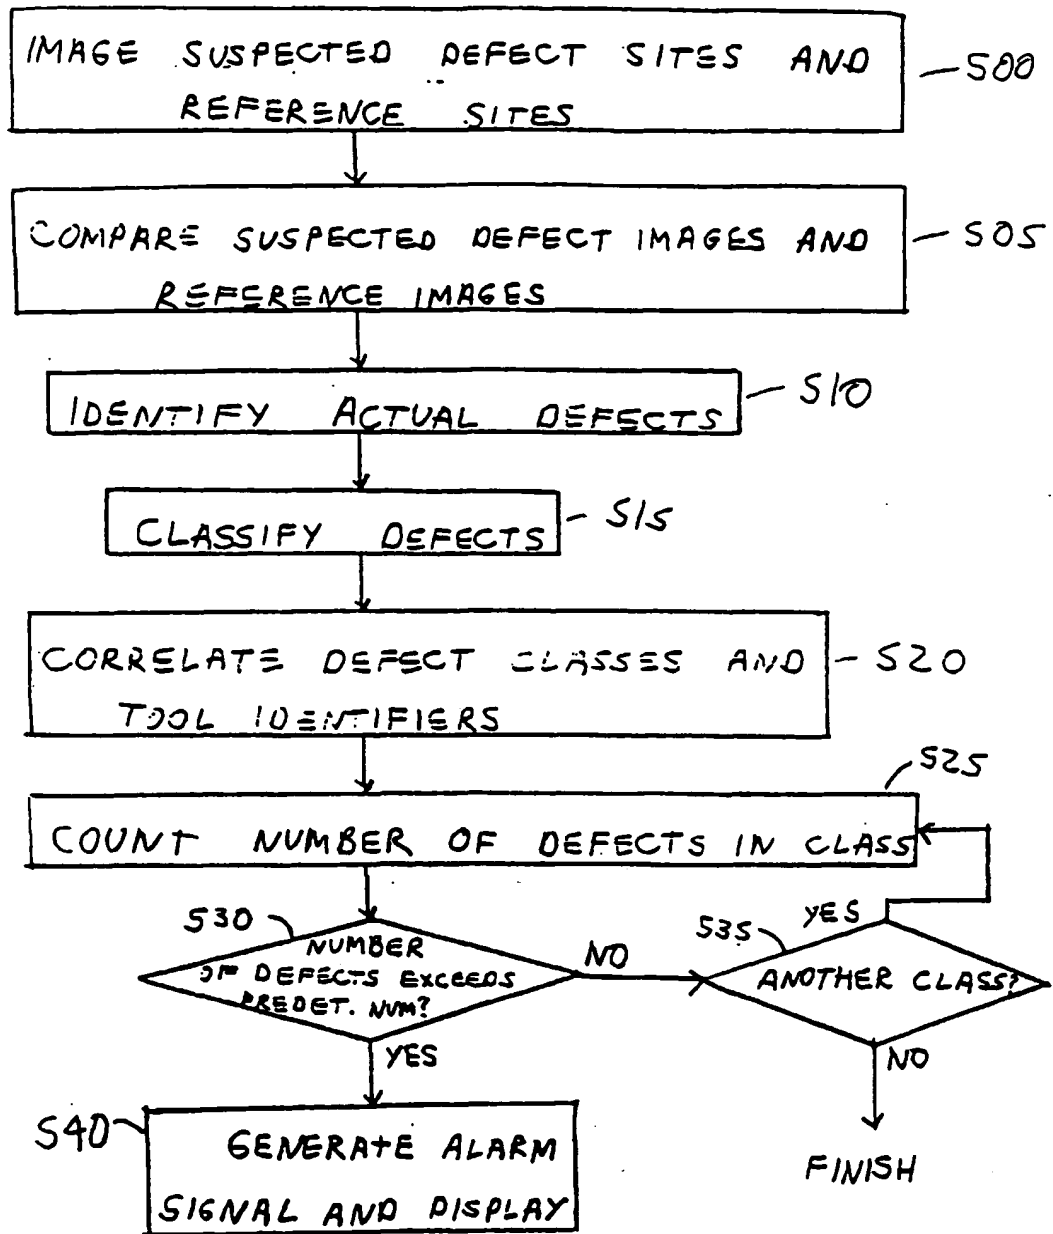 IMAGE SUSPECTED DEFECT SITES AND
REFERENCE SITES
500
COMPARE SUSPECTED DEFECT IMAGES AND
REFERENCE IMAGES
505
IDENTIFY ACTUAL DEFECTS
510
CLASSIFY DEFECTS
515
CORRELATE DEFECT CLASSES AND
TOOL IDENTIFIERS
520
525
COUNT NUMBER OF DEFECTS IN CLASS
530
NUMBER
OF DEFECTS EXCEEDS
PREDET. NUM?
NO
535
YES
ANOTHER CLASS?
YES
NO
540
GENERATE ALARM
SIGNAL AND DISPLAY
FINISH